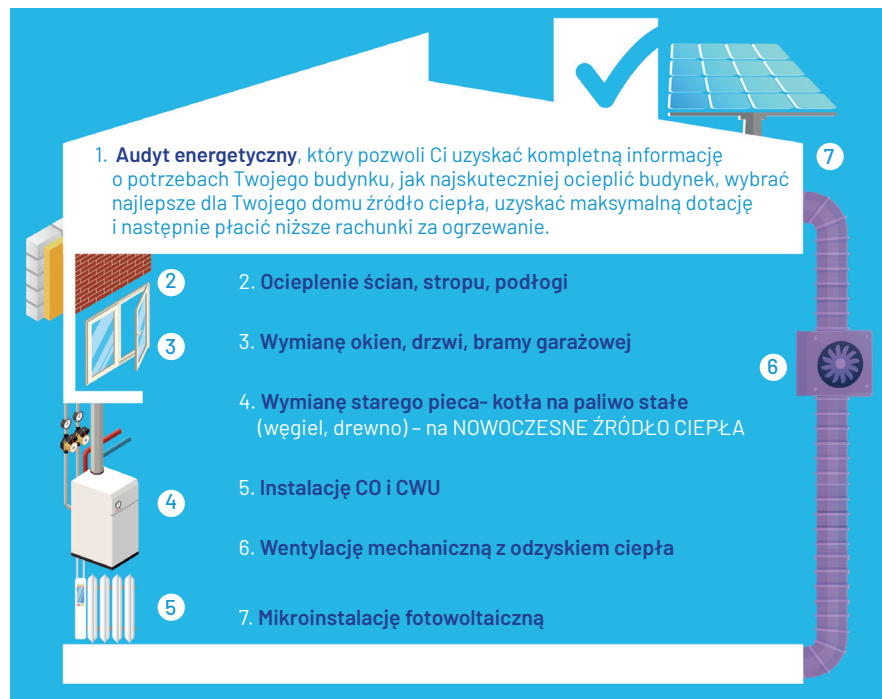 1. Audyt energetyczny, który pozwoli Ci uzyskać kompletną informację
o potrzebach Twojego budynku, jak najskuteczniej ocieplić budynek, wybrać
najlepsze dla Twojego domu źródło ciepła, uzyskać maksymalną dotację
i następnie płacić niższe rachunki za ogrzewanie.
7
2
2. Ocieplenie ścian, stropu, podłogi
3
3. Wymianę okien, drzwi, bramy garażowej
6
4. Wymianę starego pieca- kotła na paliwo stałe
(węgiel, drewno) – na NOWOCZESNE ŹRÓDŁO CIEPŁA
4
5. Instalację CO i CWU
6. Wentylację mechaniczną z odzyskiem ciepła
5
7. Mikroinstalację fotowoltaiczną